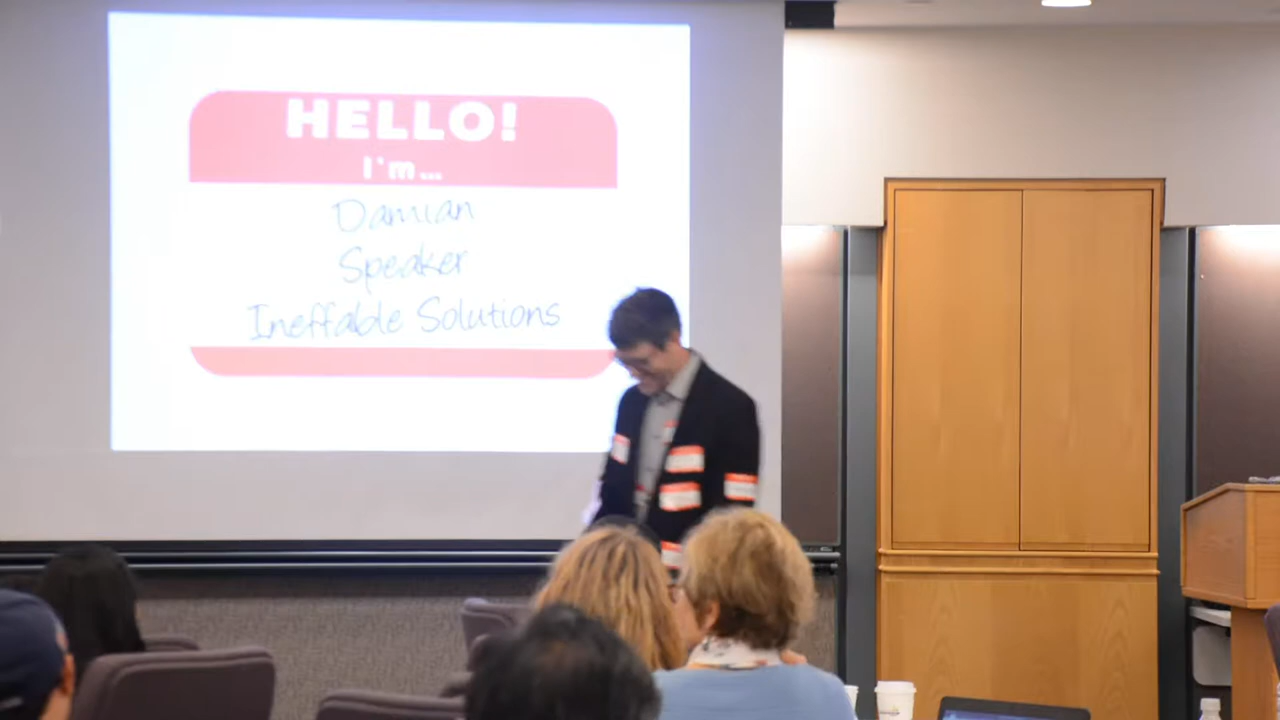 HELLO!
I'm...
Damian
Speaker
Ineffable Solutions